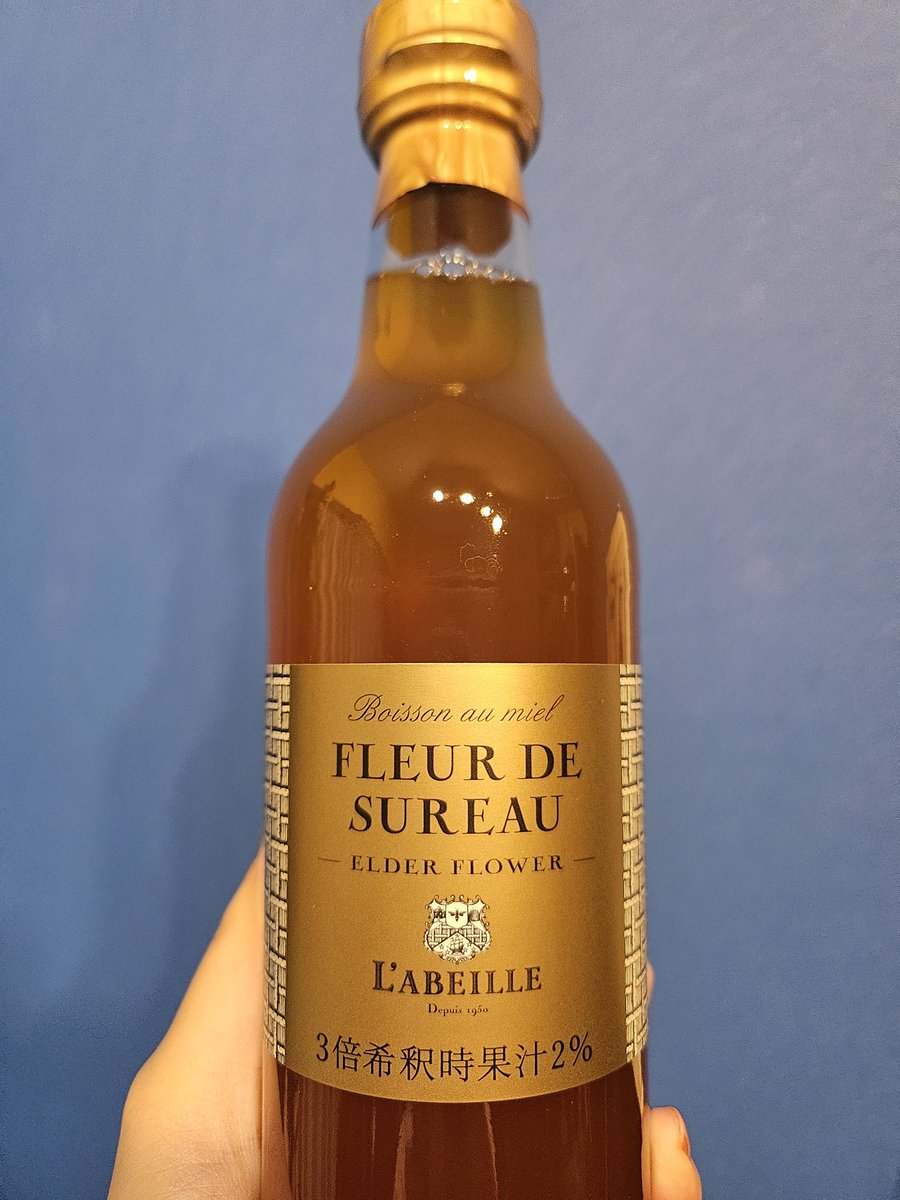 Boisson au miel
FLEUR DE
SUREAU
ELDER FLOWER
L'ABEILLE
Depuis 1950
3倍希釈時果汁2%